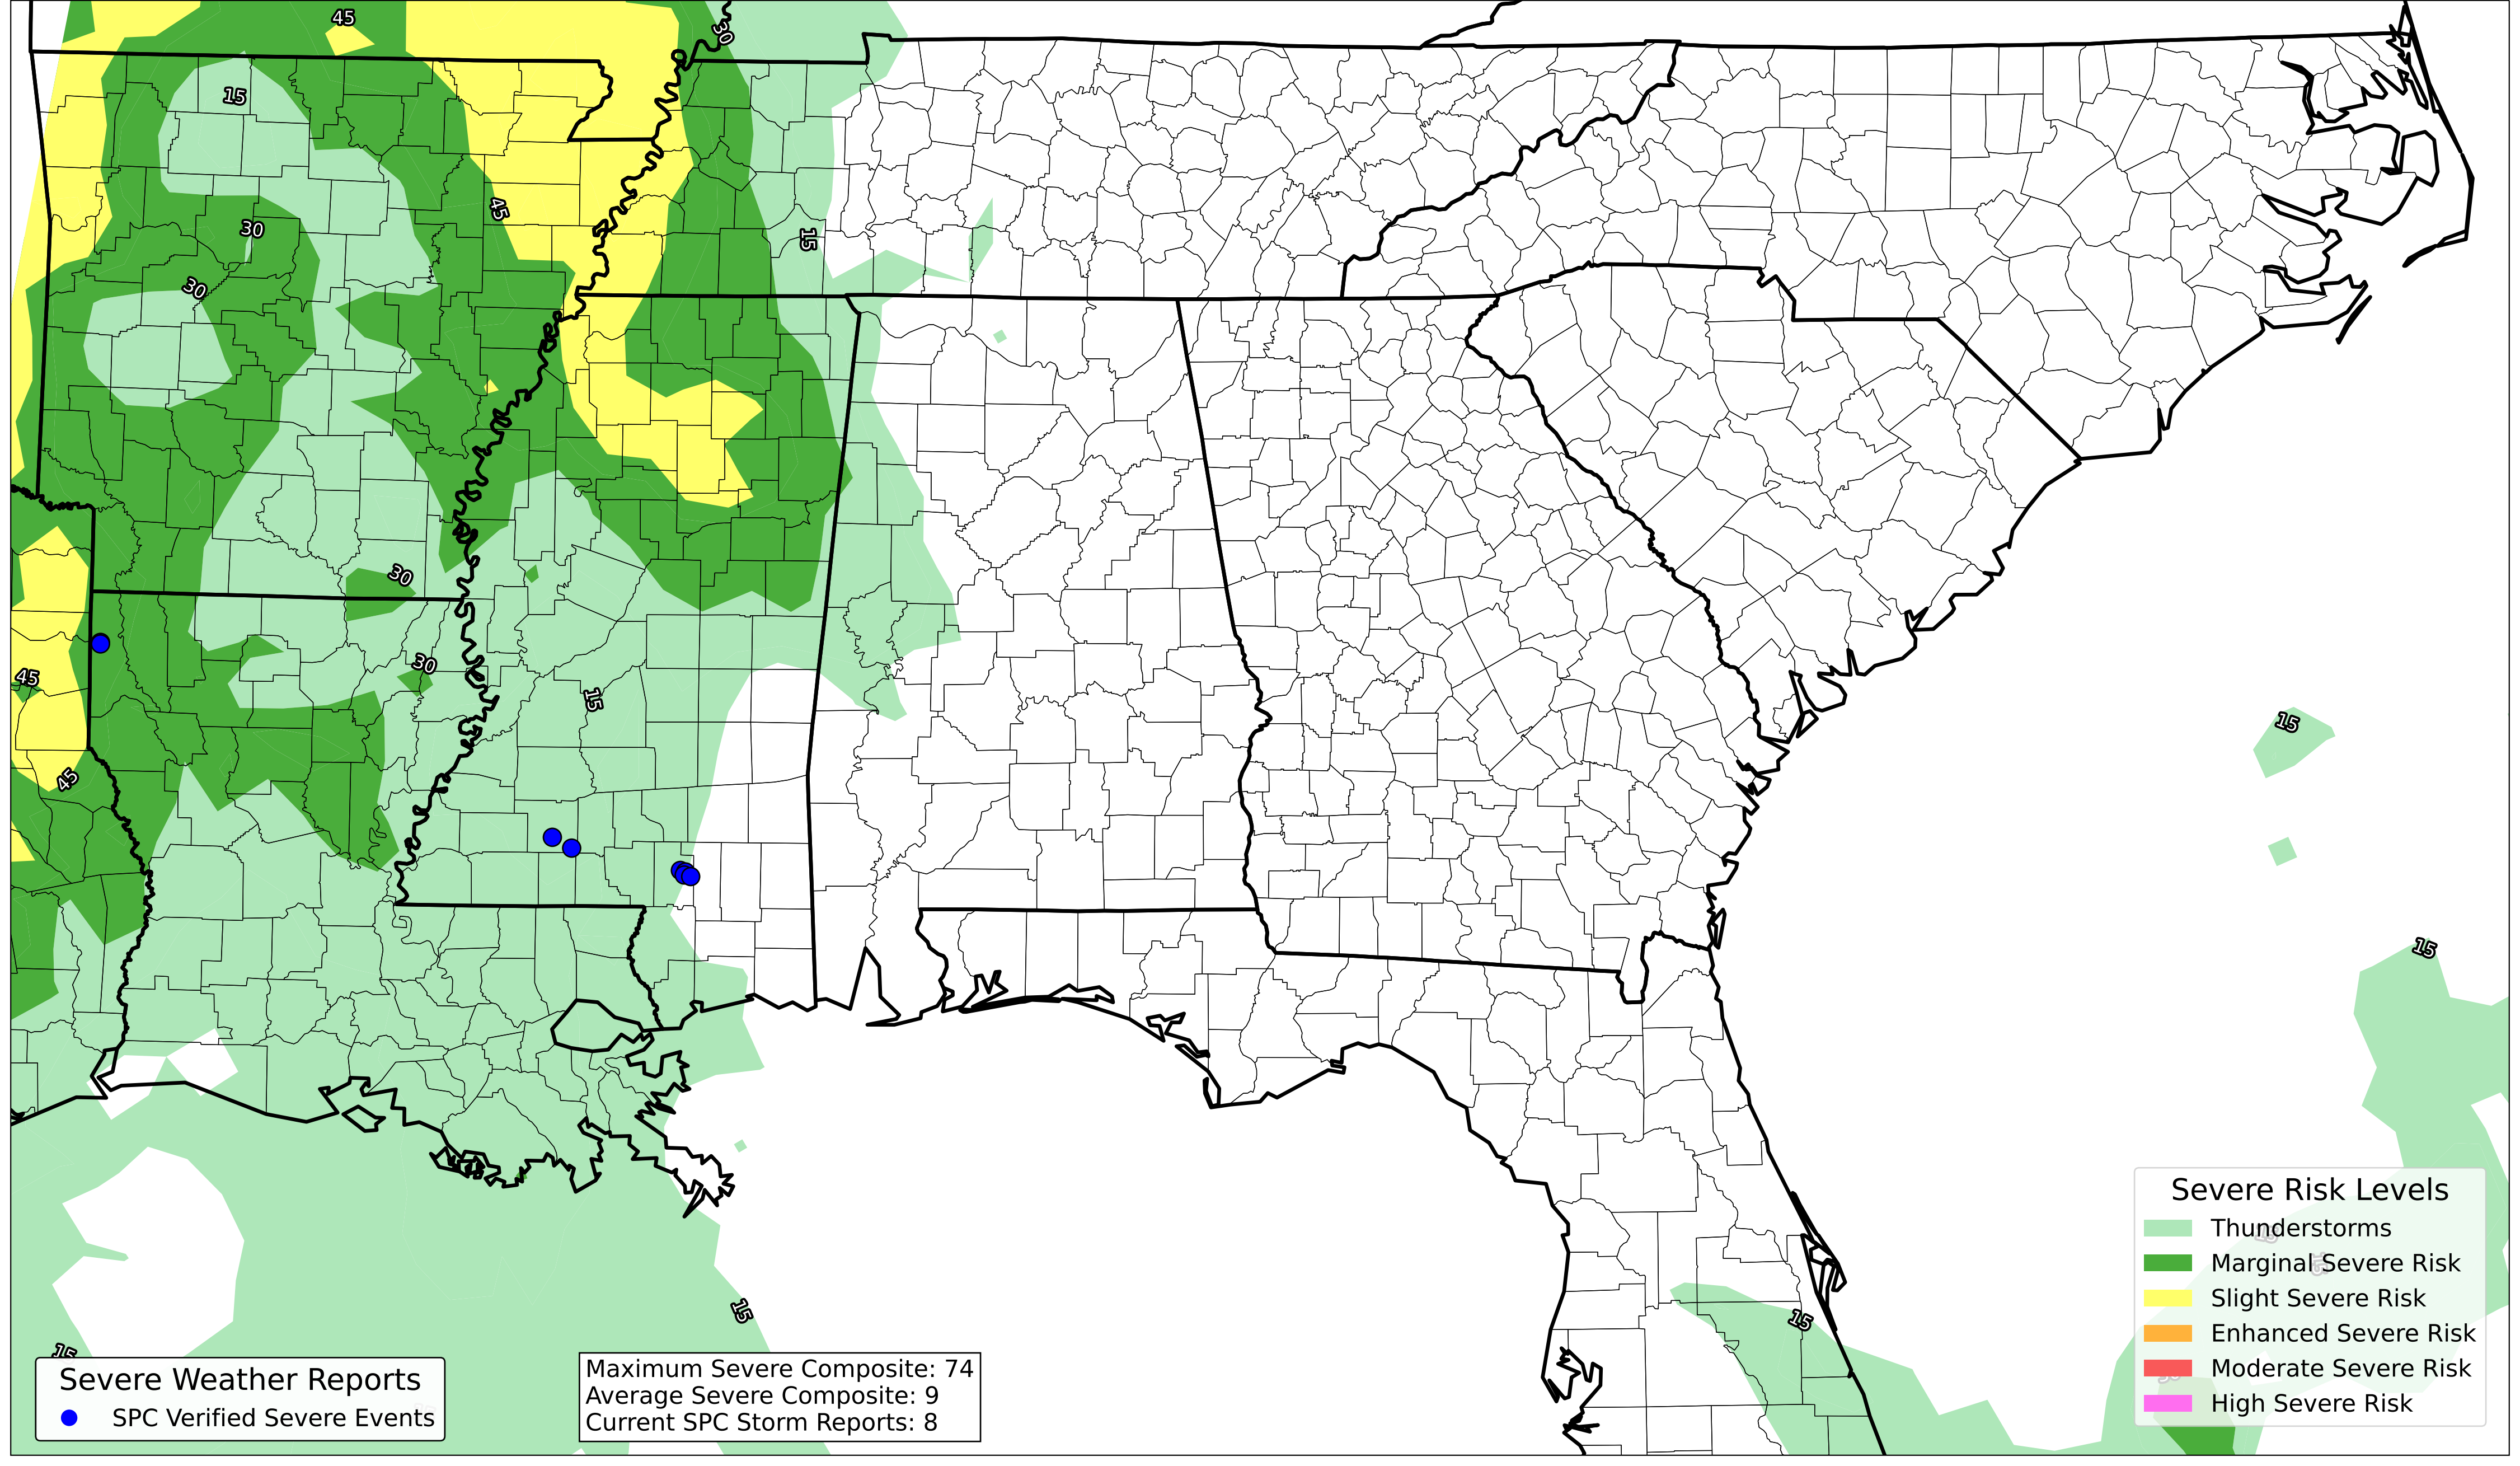 45
30
15
45
30
15
30
30
45
30
15
15
45
15
15
15
15
Severe Risk Levels
Thunderstorms
Marginal Severe Risk
Slight Severe Risk
Enhanced Severe Risk
Moderate Severe Risk
High Severe Risk
Severe Weather Reports
SPC Verified Severe Events
Maximum Severe Composite: 74
Average Severe Composite: 9
Current SPC Storm Reports: 8